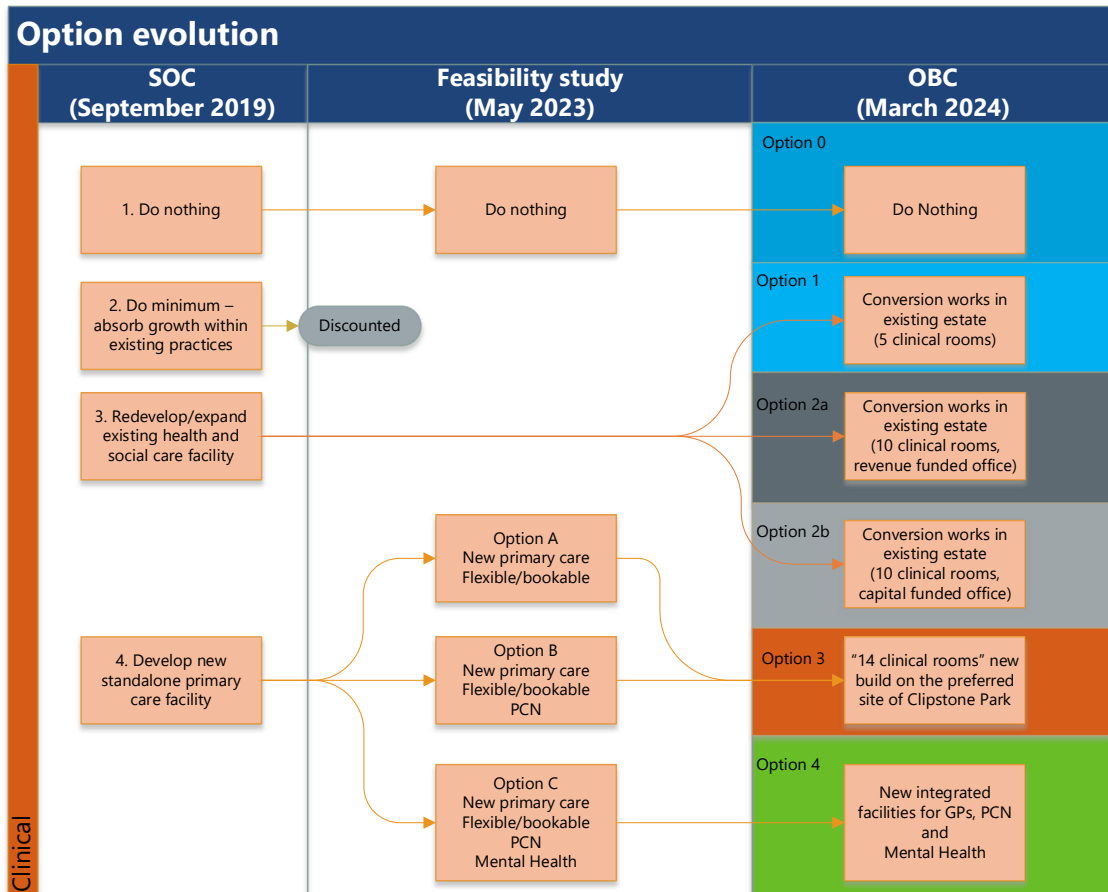 Option evolution
SOC
(September 2019)
Feasibility study
(May 2023)
OBC
(March 2024)
Clinical
Option 0
1. Do nothing
Do nothing
Do Nothing
Option 1
2. Do minimum –
absorb growth within
existing practices
Discounted
Conversion works in
existing estate
(5 clinical rooms)
3. Redevelop/expand
existing health and
social care facility
Option 2a
Conversion works in
existing estate
(10 clinical rooms,
revenue funded office)
Option 2b
Conversion works in
existing estate
(10 clinical rooms,
capital funded office)
Option A
New primary care
Flexible/bookable
4. Develop new
standalone primary
care facility
Option B
New primary care
Flexible/bookable
PCN
Option 3
“14 clinical rooms” new
build on the preferred
site of Clipstone Park
Option C
New primary care
Flexible/bookable
PCN
Mental Health
Option 4
New integrated
facilities for GPs, PCN
and
Mental Health